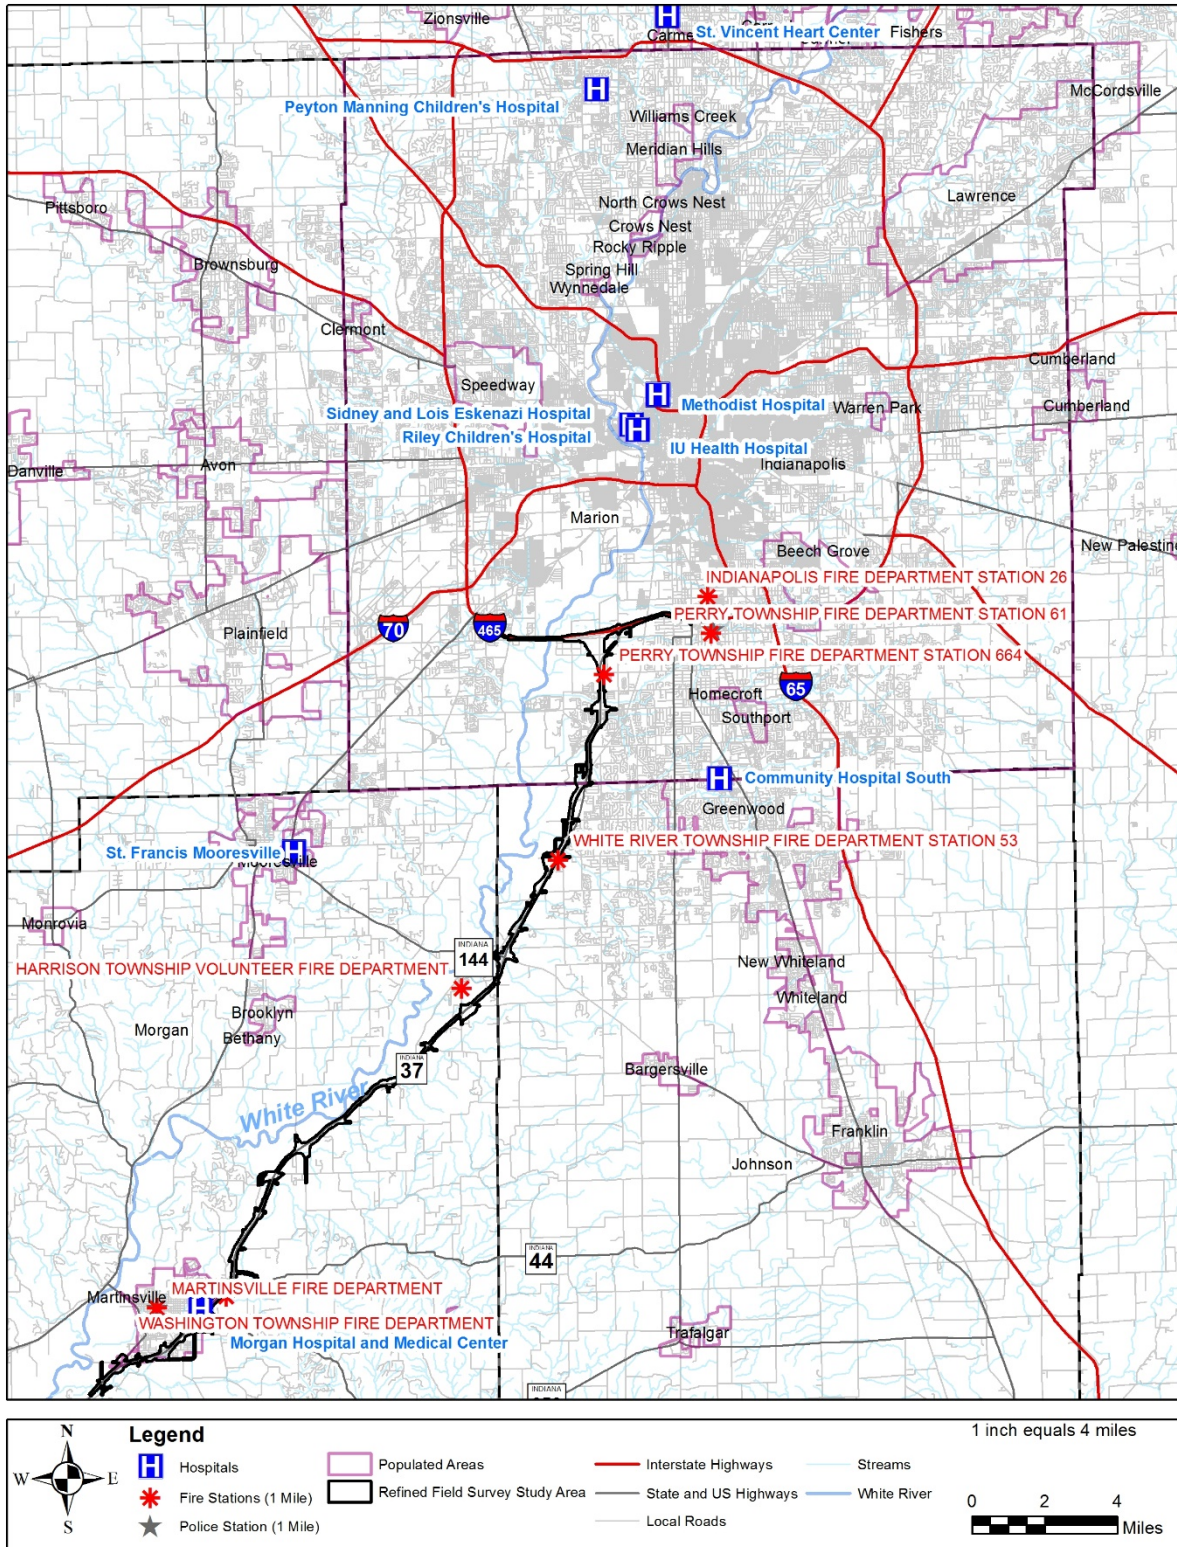 Zionsville
Carme
St. Vincent Heart Center
Fishers
McCordsville
Peyton Manning Children's Hospital
Williams Creek
Meridian Hills
Lawrence
Pittsboro
North Crows Nest
Crows Nest
Rocky Ripple
Brownsburg
Spring Hill
Wynnedale
Clermont
Cumberland
Speedway
Sidney and Lois Eskenazi Hospital
Methodist Hospital
Warren Park
Cumberland
Riley Children's Hospital
IU Health Hospital
Danville
Avon
Indianapolis
Marion
Beech Grove
New Palestine
INDIANAPOLIS FIRE DEPARTMENT STATION 26
PERRY TOWNSHIP FIRE DEPARTMENT STATION 61
Plainfield
70
465
PERRY TOWNSHIP FIRE DEPARTMENT STATION 664
65
Homecroft
Southport
Community Hospital South
Greenwood
WHITE RIVER TOWNSHIP FIRE DEPARTMENT STATION 53
St. Francis Mooresville
Mooresville
Monrovia
INDIANA
144
HARRISON TOWNSHIP VOLUNTEER FIRE DEPARTMENT
New Whiteland
Whiteland
Brooklyn
Morgan
Bethany
INDIANA
37
Bargersville
White River
Franklin
Johnson
INDIANA
44
MARTINSVILLE FIRE DEPARTMENT
Martinsville
WASHINGTON TOWNSHIP FIRE DEPARTMENT
Morgan Hospital and Medical Center
Trafalgar
INDIANA
N
W
E
S
Legend
H Hospitals
Fire Stations (1 Mile)
Police Station (1 Mile)
Populated Areas
Refined Field Survey Study Area
Interstate Highways
State and US Highways
Local Roads
Streams
White River
1 inch equals 4 miles
0 2 4
Miles